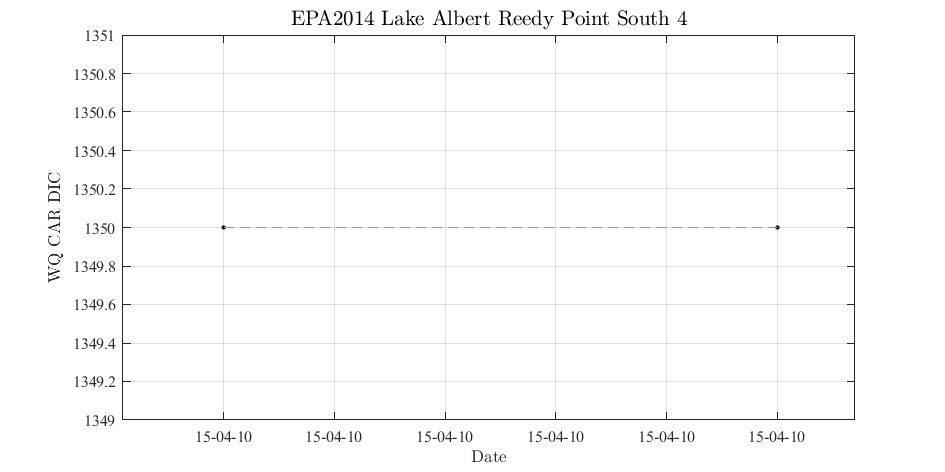 EPA2014 Lake Albert Reedy Point South 4
1351
1350.8
1350.6
1350.4
1350.2
1350
1349.8
1349.6
1349.4
1349.2
1349
WQ CAR DIC
15-04-10 15-04-10 15-04-10 15-04-10 15-04-10 15-04-10
Date